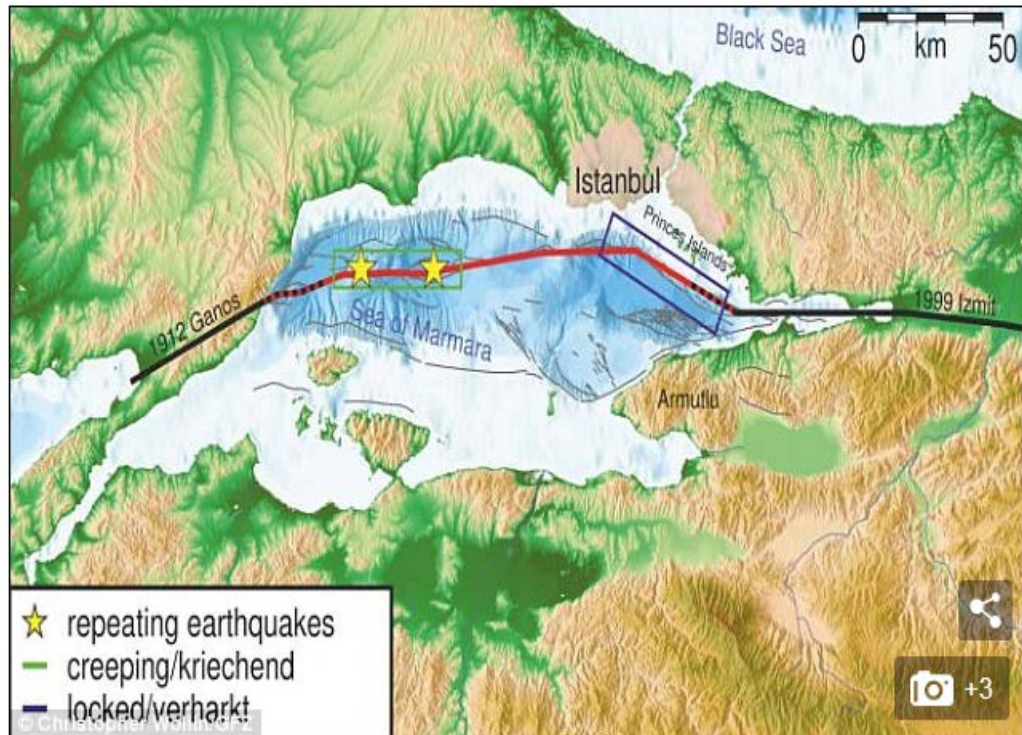 Black Sea
0 km 50
Istanbul
Princes Islands
1912 Ganos
Sea of Marmara
1999 Izmit
Armutlu
repeating earthquakes
creeping/kriechend
locked/verharkt
© Christopher Wollin/GFZ
+3